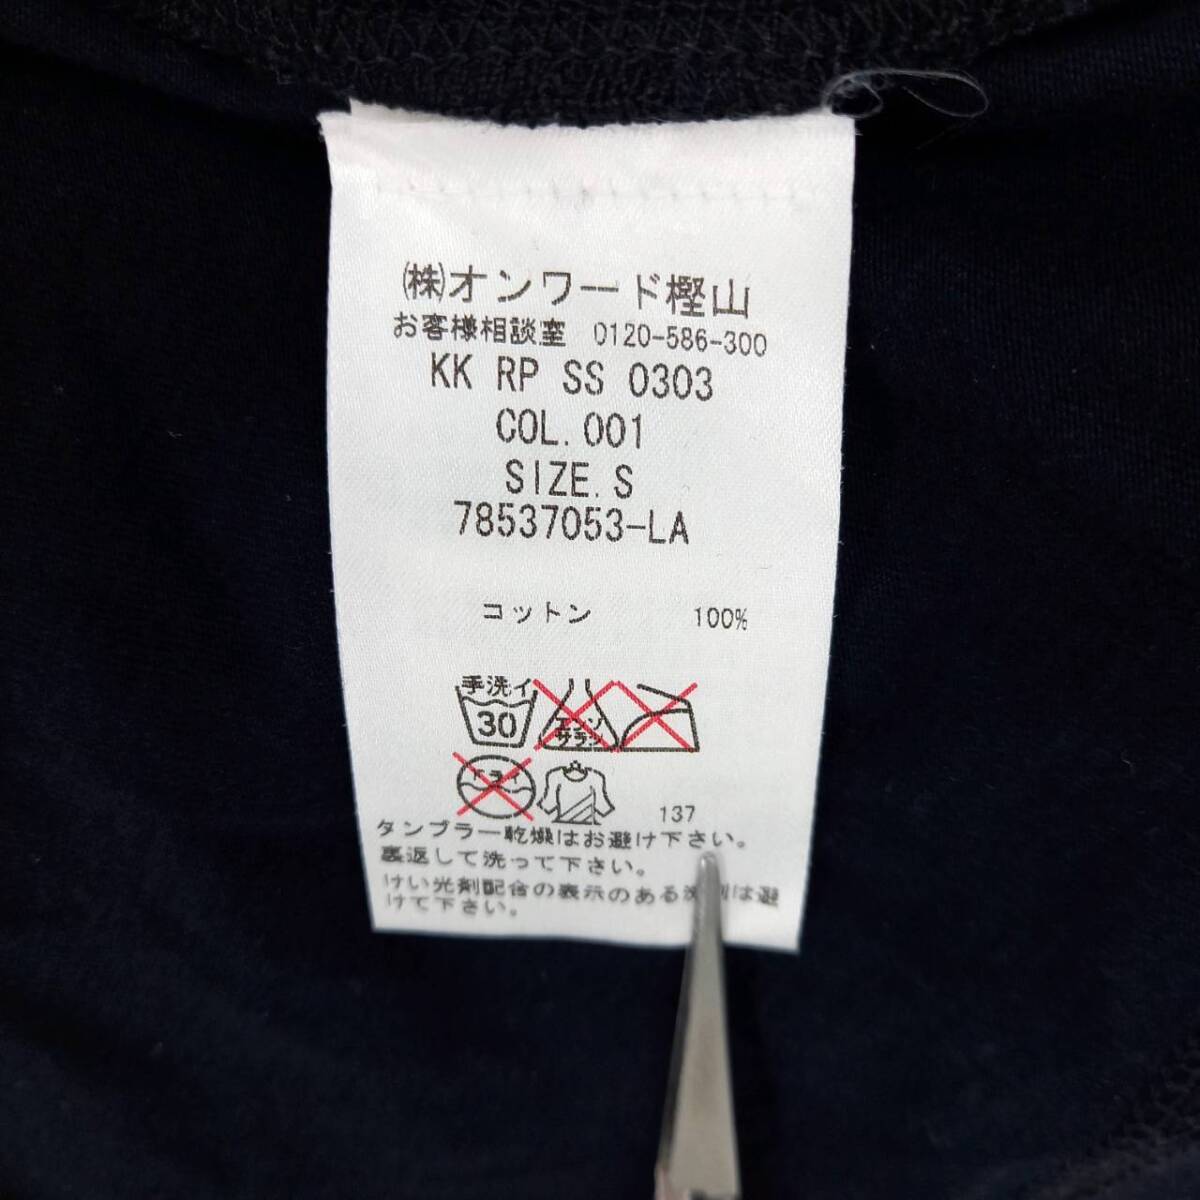 ㈱オンワード樫山
お客様相談室 0120-586-300
KK RP SS 0303
COL.001
SIZE.S
78537053-LA
コットン 100%
手洗イ
30
エンソ
サラシ
ドライ
137
タンブラー乾燥はお避け下さい。
裏返して洗って下さい。
けい光剤配合の表示のある洗剤は避
けて下さい。